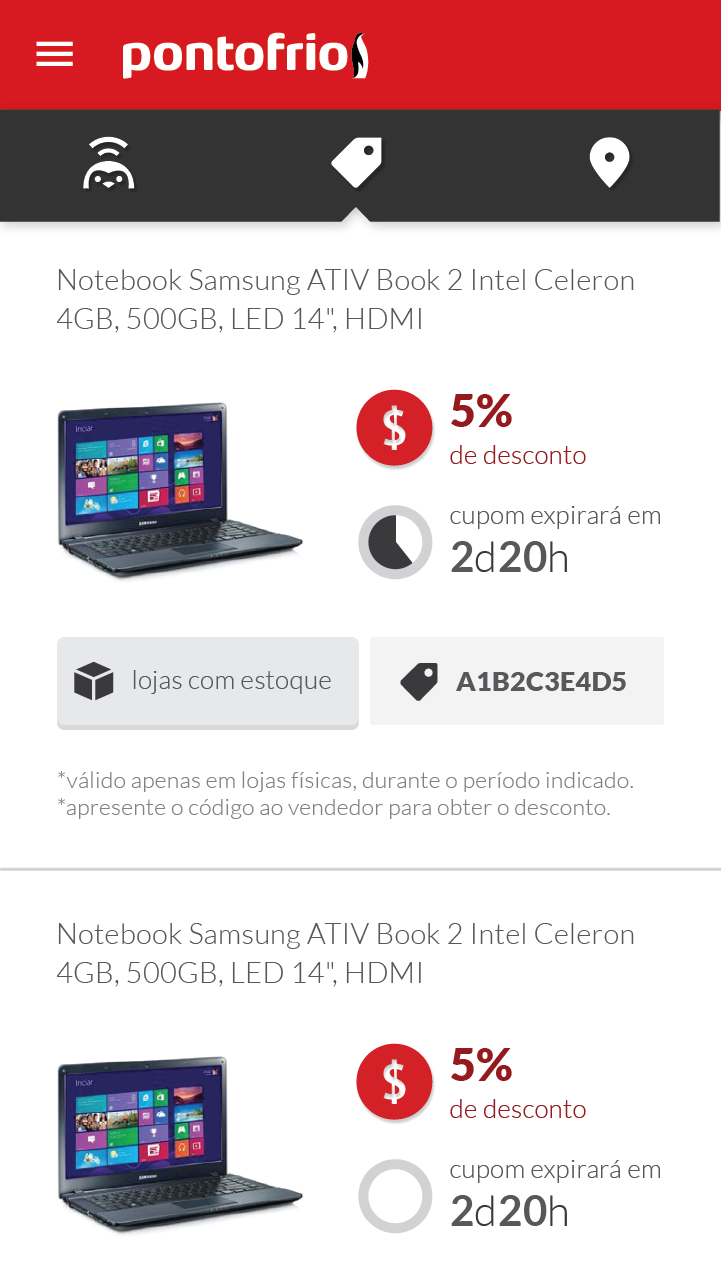 pontofrio
Notebook Samsung ATIV Book 2 Intel Celeron
4GB, 500GB, LED 14", HDMI
Iniciar
SAMSUNG
$
5%
de desconto
cupom expirará em
2d20h
lojas com estoque
A1B2C3E4D5
*válido apenas em lojas físicas, durante o período indicado.
*apresente o código ao vendedor para obter o desconto.
Notebook Samsung ATIV Book 2 Intel Celeron
4GB, 500GB, LED 14", HDMI
Iniciar
SAMSUNG
$
5%
de desconto
cupom expirará em
2d20h